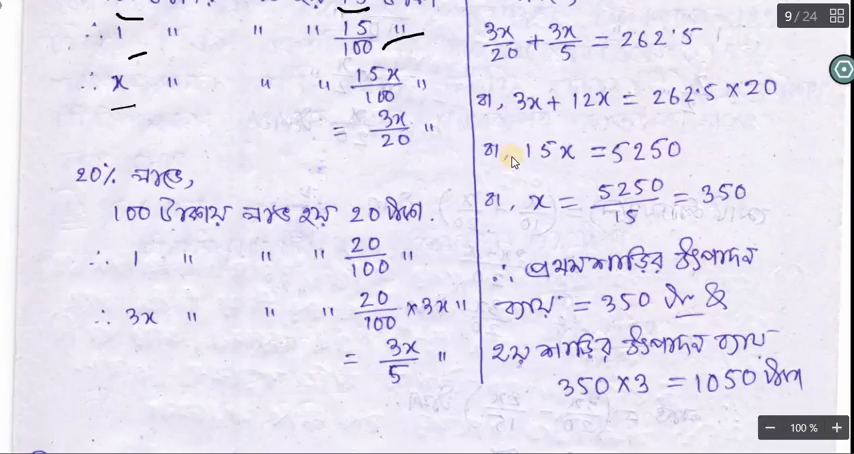 ∴ 1 " " " 15/100 "
∴ x " " " 15x/100 "
= 3x/20 "
20% লাভে,
100 টাকায় লাভ হয় 20 টাকা.
∴ 1 " " " 20/100 "
∴ 3x " " " 20/100 × 3x "
= 3x/5 "
3x/20 + 3x/5 = 262.5
বা, 3x + 12x = 262.5 × 20
বা, 15x = 5250
বা, x = 5250/15 = 350
∴ প্রথম শাড়ির উৎপাদন
ব্যয় = 350 টাকা &
২য় শাড়ির উৎপাদন ব্যয়
350 × 3 = 1050 টাকা
9 / 24
100 %